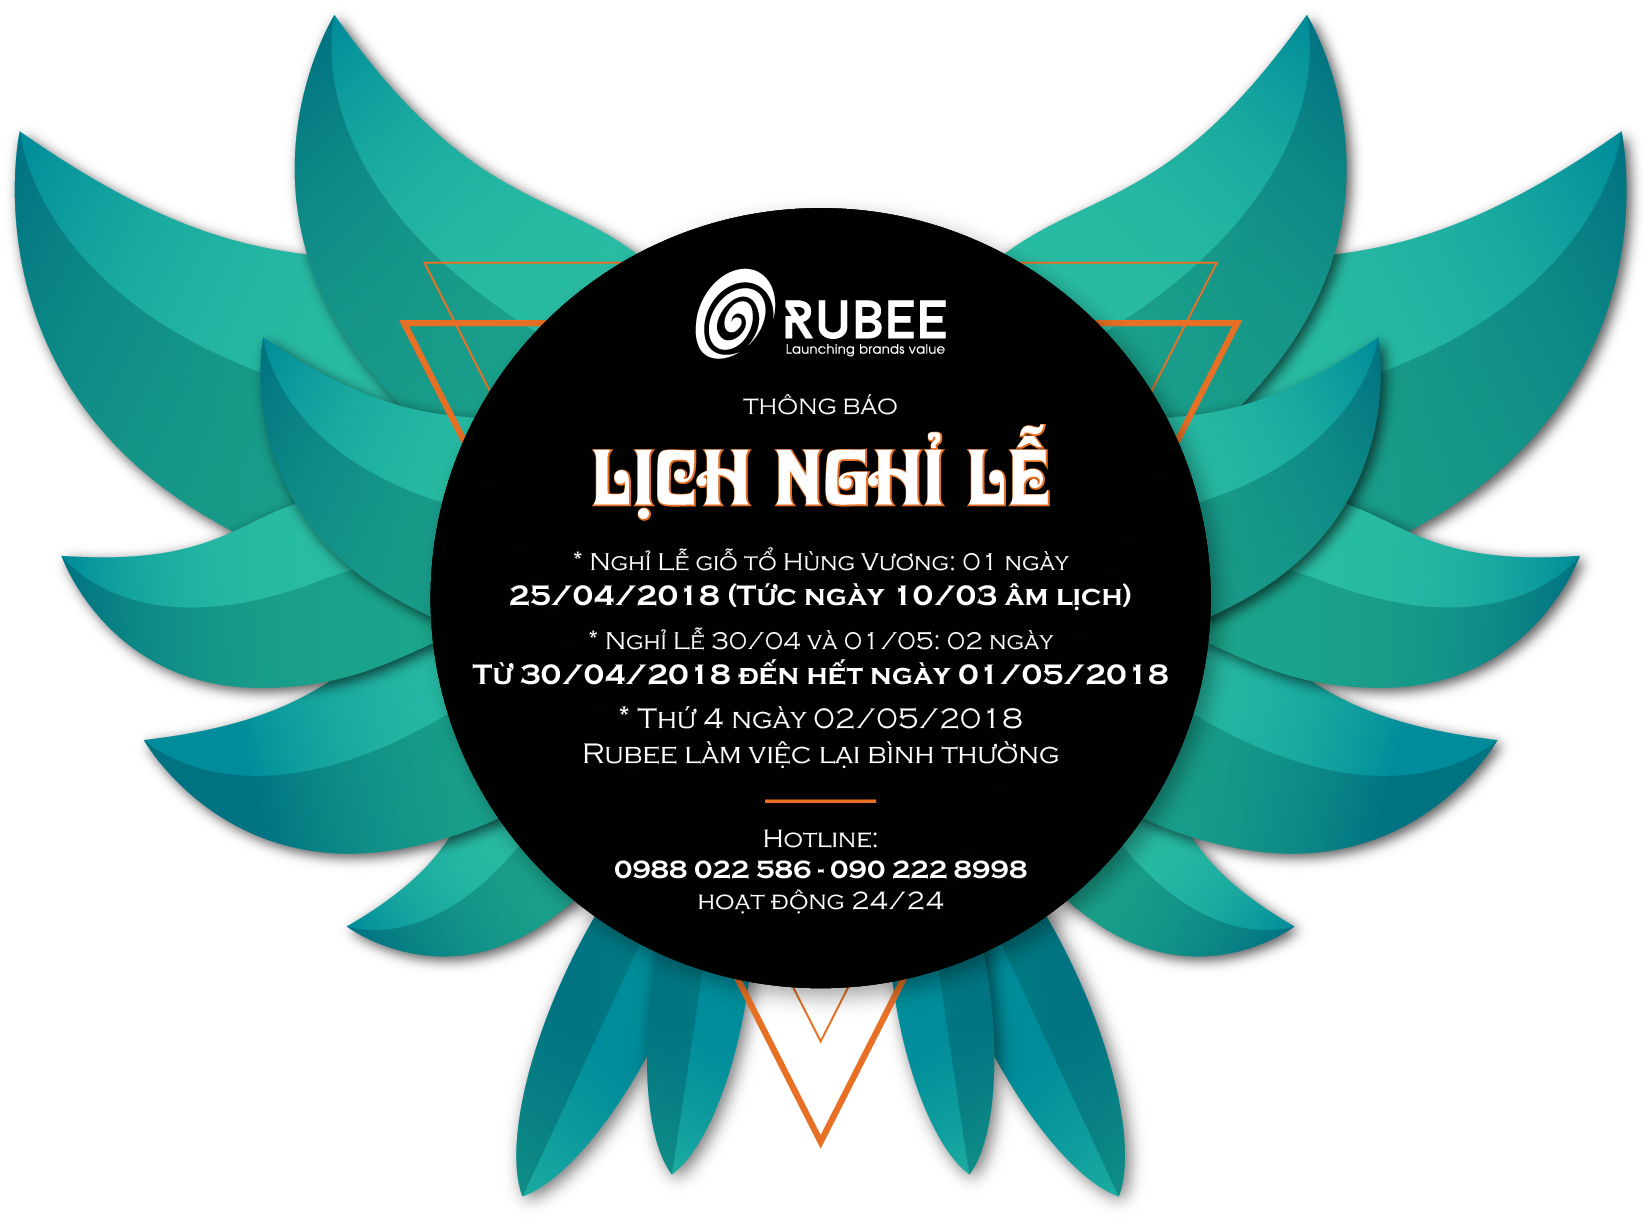 RUBEE
Launching brands value
THÔNG BÁO
LỊCH NGHỈ LỄ
* NGHỈ LỄ GIỖ TỔ HÙNG VƯƠNG: 01 NGÀY
25/04/2018 (TỨC NGÀY 10/03 ÂM LỊCH)
* NGHỈ LỄ 30/04 VÀ 01/05: 02 NGÀY
TỪ 30/04/2018 ĐẾN HẾT NGÀY 01/05/2018
* THỨ 4 NGÀY 02/05/2018
RUBEE LÀM VIỆC LẠI BÌNH THƯỜNG
HOTLINE:
0988 022 586 - 090 222 8998
HOẠT ĐỘNG 24/24